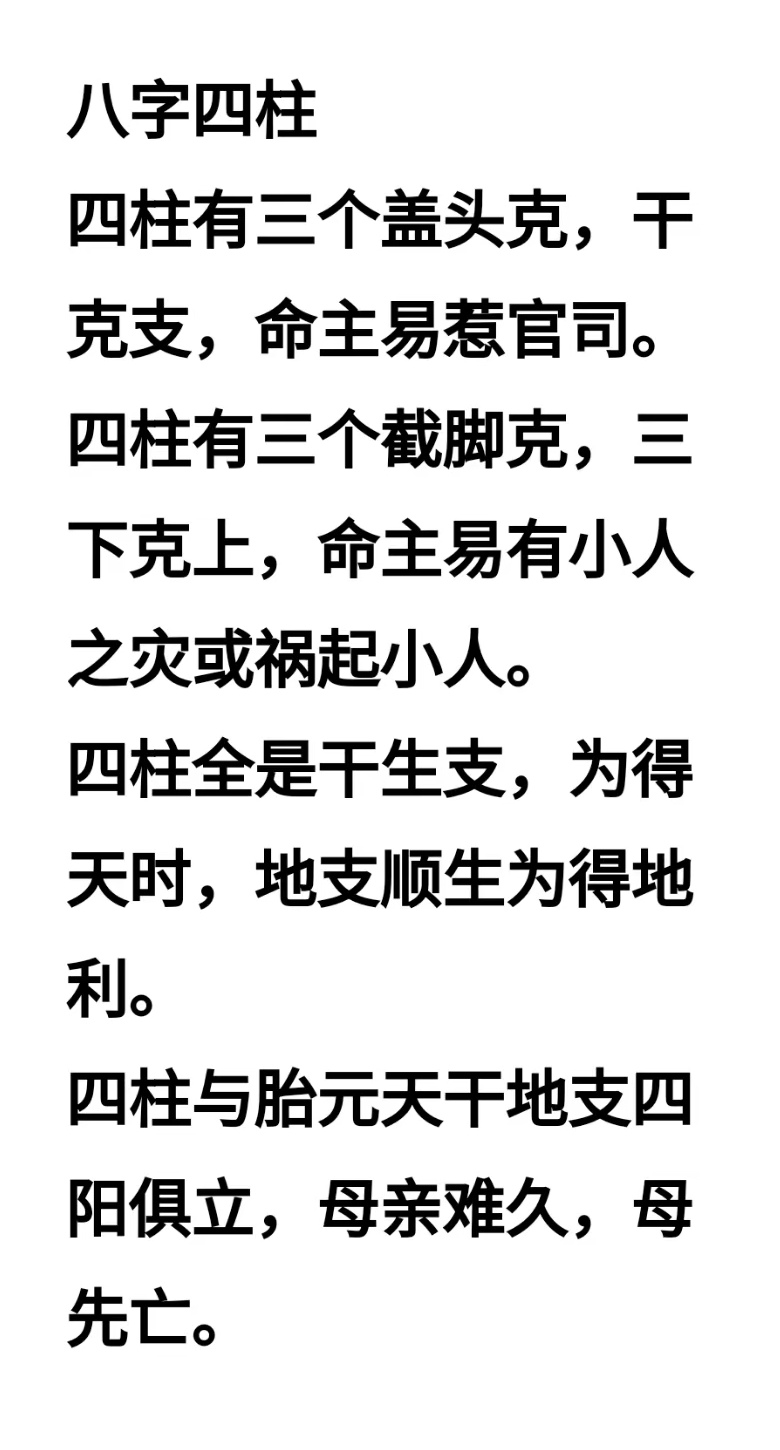 八字四柱
四柱有三个盖头克，干
克支，命主易惹官司。
四柱有三个截脚克，三
下克上，命主易有小人
之灾或祸起小人。
四柱全是干生支，为得
天时，地支顺生为得地
利。
四柱与胎元天干地支四
阳俱立，母亲难久，母
先亡。